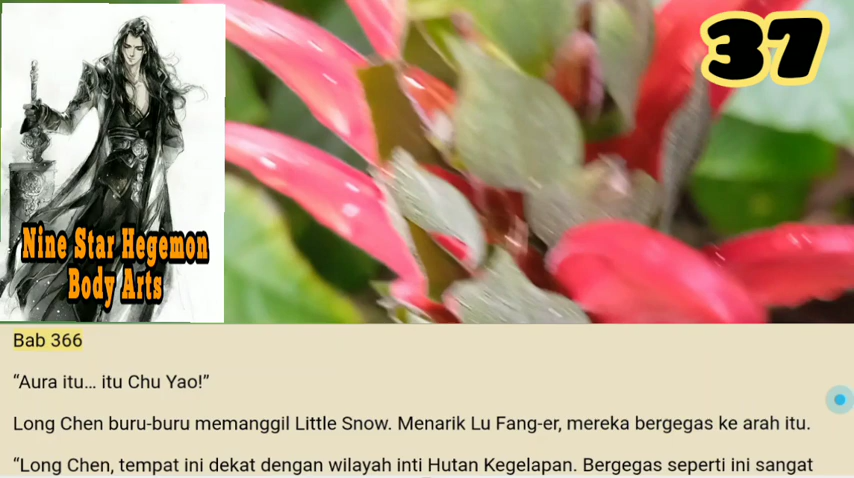 37
Nine Star Hegemon
Body Arts
Bab 366
“Aura itu… itu Chu Yao!”
Long Chen buru-buru memanggil Little Snow. Menarik Lu Fang-er, mereka bergegas ke arah itu.
“Long Chen, tempat ini dekat dengan wilayah inti Hutan Kegelapan. Bergegas seperti ini sangat